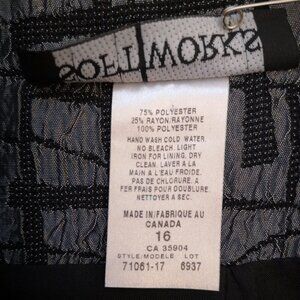 SOFTWORKS
75% POLYESTER
25% RAYON/RAYONNE
100% POLYESTER
HAND WASH COLD WATER.
NO BLEACH. LIGHT
IRON FOR LINING, DRY
CLEAN. LAVER A LA
MAIN A L'EAU FROIDE.
PAS DE CHLORURE. A
FER FRAIS POUR DOUBLURE.
NETTOYER A SEC.
MADE IN/FABRIQUE AU
CANADA
16
CA 35904
STYLE/MODELE LOT
71061-17 6937